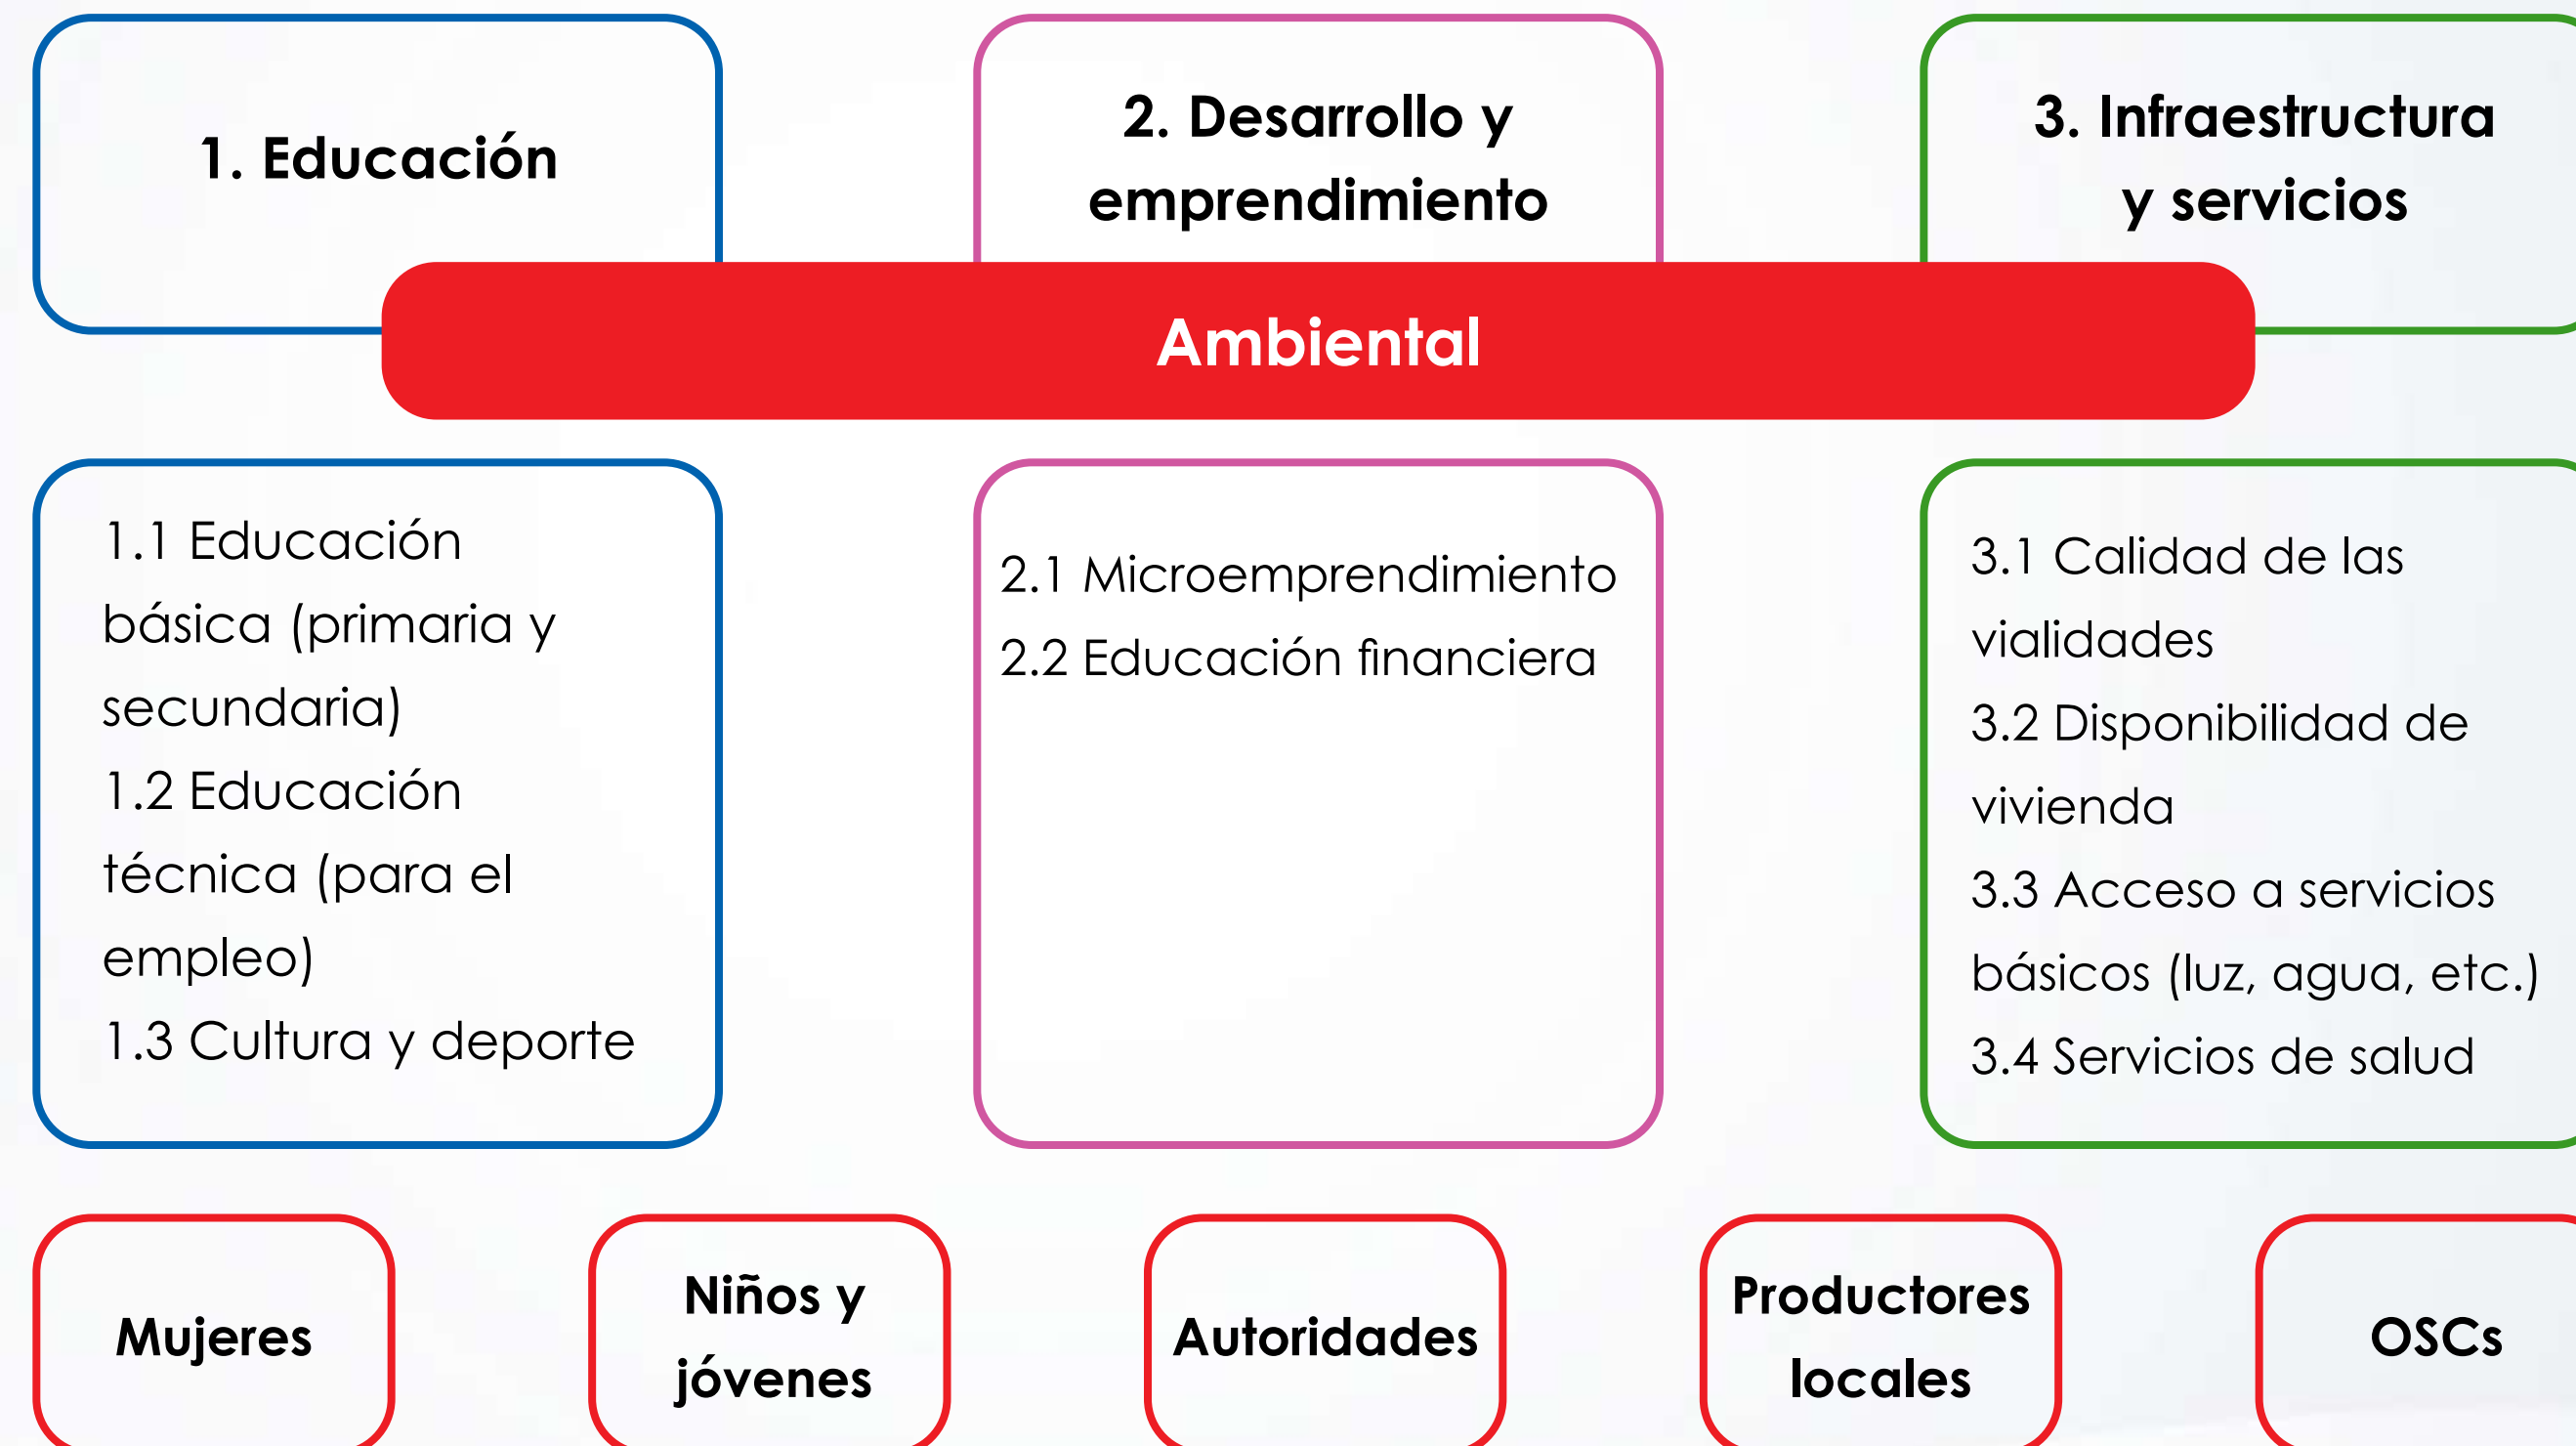 1. Educación
2. Desarrollo y
emprendimiento
3. Infraestructura
y servicios
Ambiental
1.1 Educación
básica (primaria y
secundaria)
1.2 Educación
técnica (para el
empleo)
1.3 Cultura y deporte
2.1 Microemprendimiento
2.2 Educación financiera
3.1 Calidad de las
vialidades
3.2 Disponibilidad de
vivienda
3.3 Acceso a servicios
básicos (luz, agua, etc.)
3.4 Servicios de salud
Mujeres
Niños y
jóvenes
Autoridades
Productores
locales
OSCs